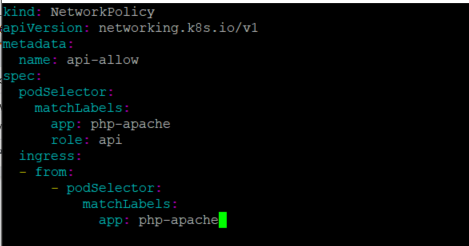 kind: NetworkPolicy
apiVersion: networking.k8s.io/v1
metadata:
  name: api-allow
spec:
  podSelector:
    matchLabels:
      app: php-apache
      role: api
  ingress:
  - from:
      - podSelector:
          matchLabels:
            app: php-apache